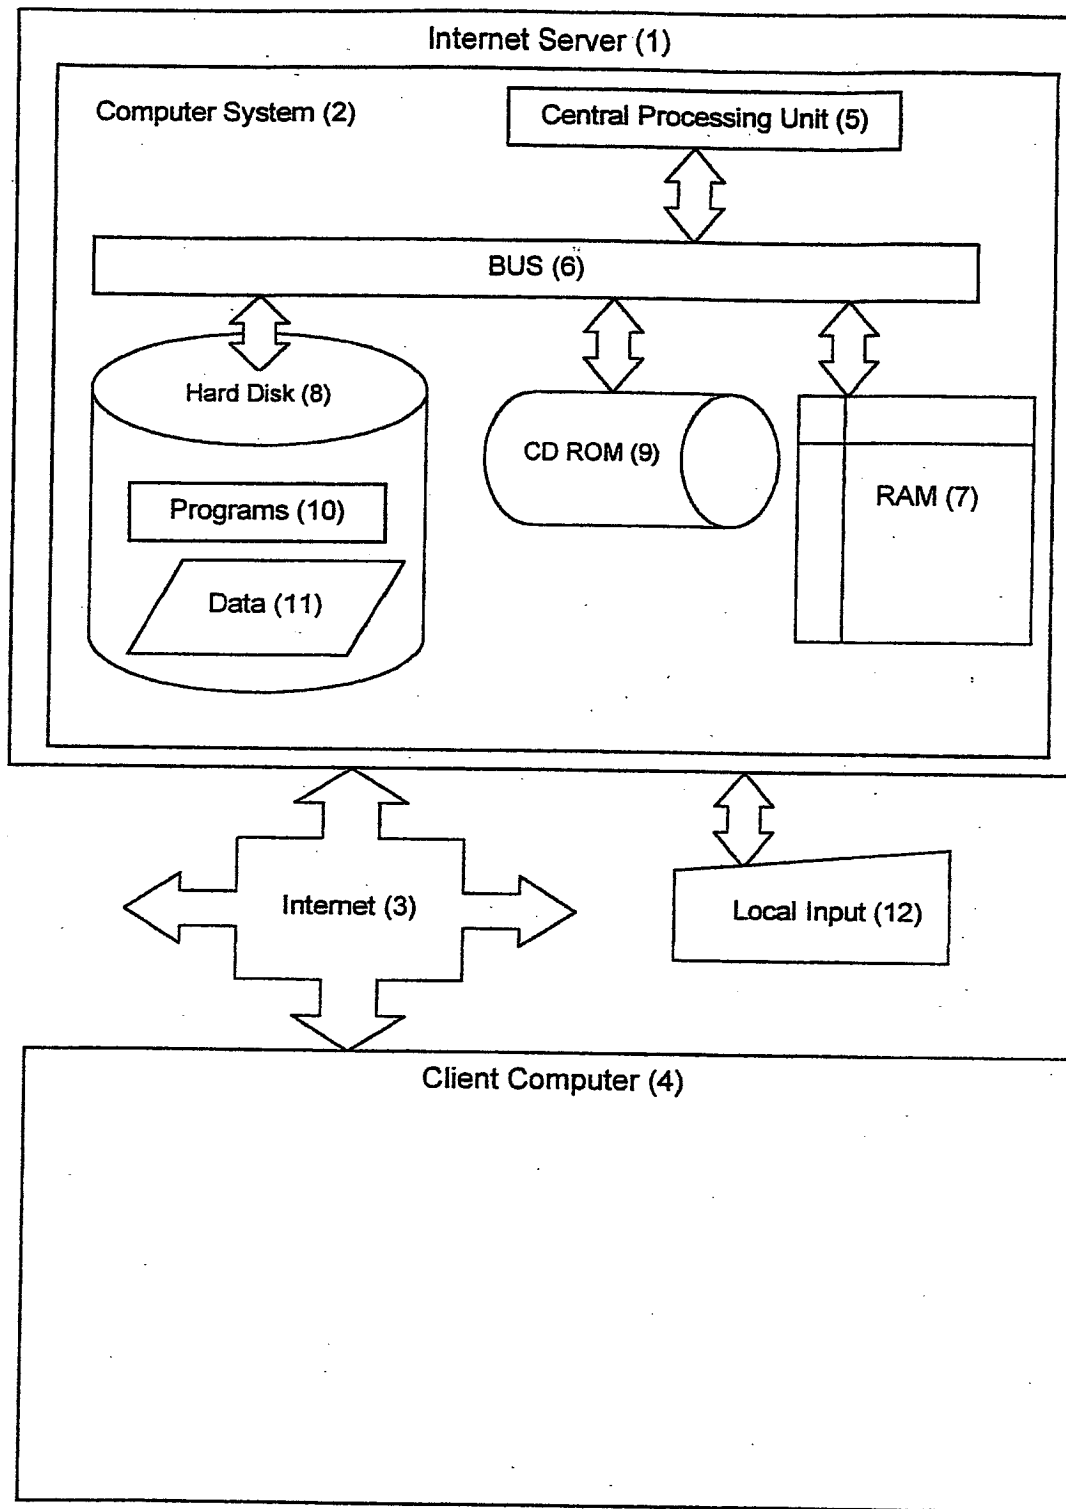 Internet Server (1)
Computer System (2)
Central Processing Unit (5)
BUS (6)
Hard Disk (8)
CD ROM (9)
RAM (7)
Programs (10)
Data (11)
Internet (3)
Local Input (12)
Client Computer (4)